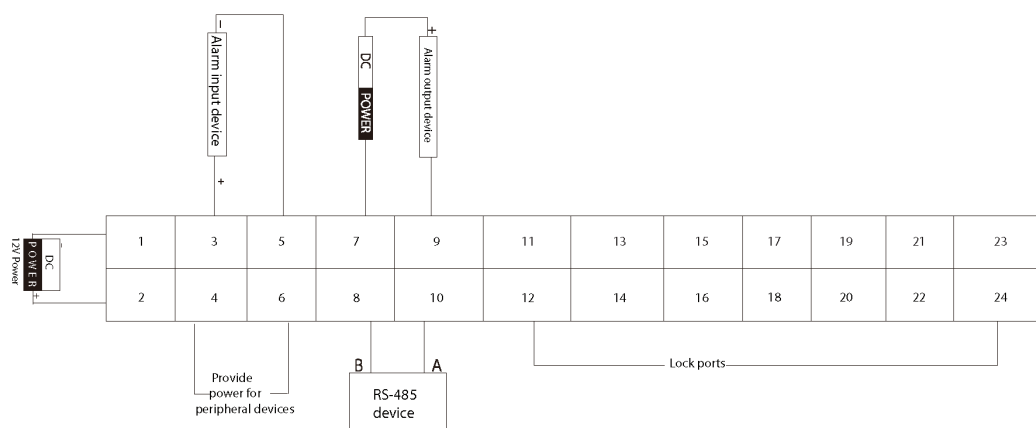 −
+
Alarm input device
DC
Alarm output device
POWER
+
1 3 5 7 9 11 13 15 17 19 21 23
−
DC
POWER
12V Power
+
2 4 6 8 10 12 14 16 18 20 22 24
B A
Lock ports
Provide
power for
peripheral devices
RS-485
device